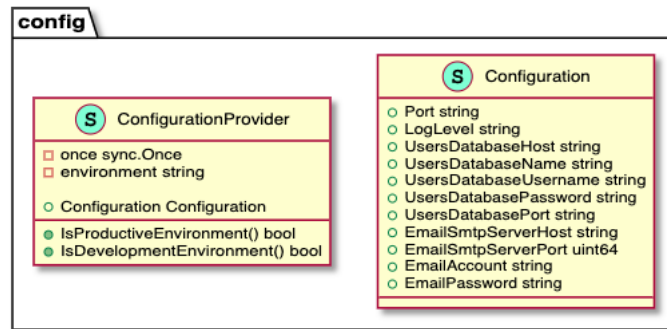 config
S ConfigurationProvider
once sync.Once
environment string
Configuration Configuration
IsProductiveEnvironment() bool
IsDevelopmentEnvironment() bool
S Configuration
Port string
LogLevel string
UsersDatabaseHost string
UsersDatabaseName string
UsersDatabaseUsername string
UsersDatabasePassword string
UsersDatabasePort string
EmailSmtpServerHost string
EmailSmtpServerPort uint64
EmailAccount string
EmailPassword string